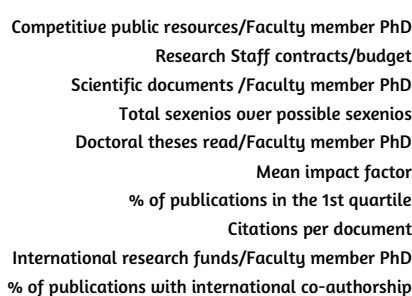 Competitive public resources/Faculty member PhD
Research Staff contracts/budget
Scientific documents /Faculty member PhD
Total sexenios over possible sexenios
Doctoral theses read/Faculty member PhD
Mean impact factor
% of publications in the 1st quartile
Citations per document
International research funds/Faculty member PhD
% of publications with international co-authorship